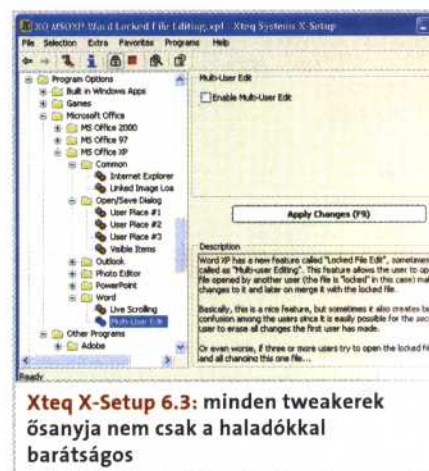 XQ MSOXP Word Locked File Editing.xpl - Xteq Systems X-Setup
File Selection Extra Favorites Programs Help
Program Options
Built in Windows Apps
Games
Microsoft Office
MS Office 2000
MS Office 97
MS Office XP
Common
Internet Explorer
Linked Image Loa
Open/Save Dialog
User Place #1
User Place #2
User Place #3
Visible Items
Outlook
Photo Editor
PowerPoint
Word
Live Scrolling
Multi-User Edit
Other Programs
Adobe
Multi-User Edit
Enable Multi-User Edit
Apply Changes (F9)
Description
Word XP has a new feature called "Locked File Edit", sometimes
called as "Multi-user Editing". This feature allows the user to op
file opened by another user (the file is "locked" in this case) ma
changes to it and later on merge it with the locked file.
Basically, this is a nice feature, but sometimes it also creates
confusion among the users since it is easily possible for the sec
user to erase all changes the first user has made.
Or even worse, if three or more users try to open the locked fil
and all changing this one file...
Ready
Xteq X-Setup 6.3: minden tweakerek
ősanyja nem csak a haladókkal
barátságos